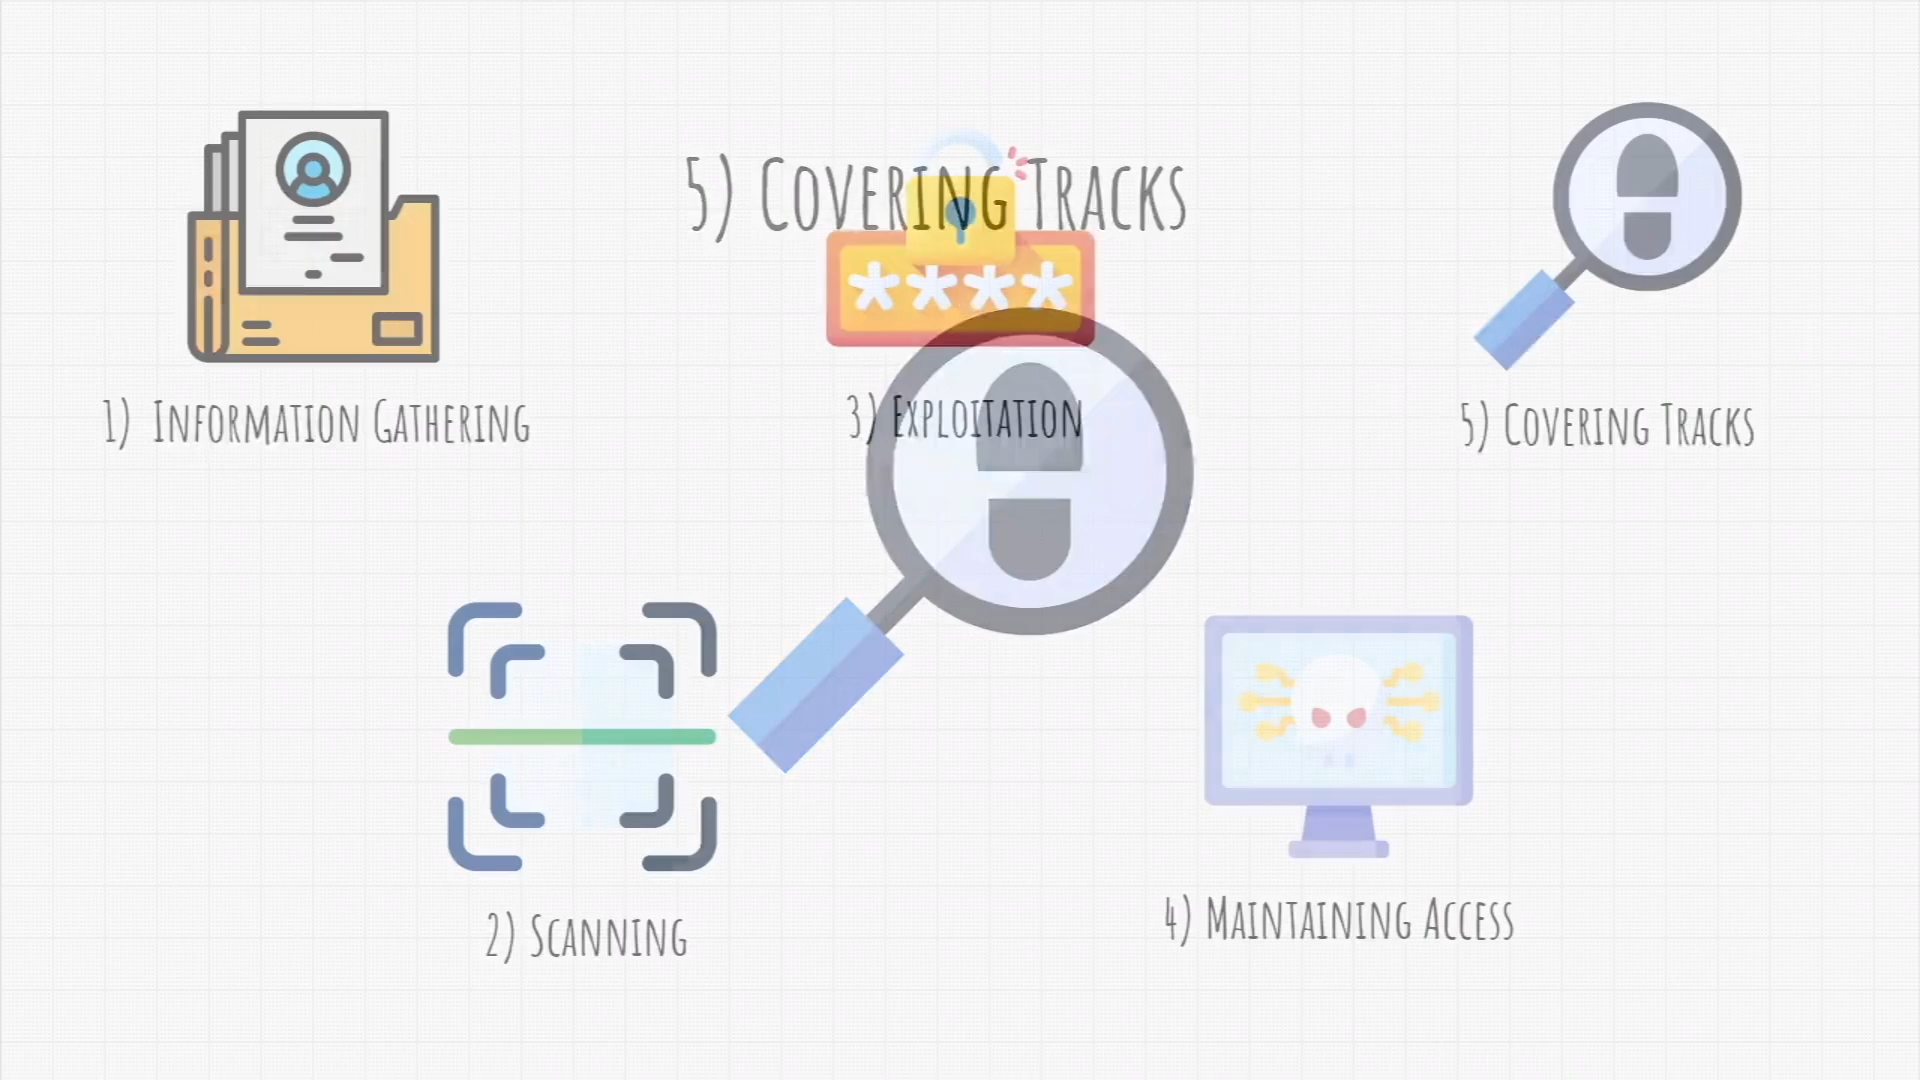 5) Covering Tracks
****
1) Information Gathering
3) Exploitation
5) Covering Tracks
2) Scanning
4) Maintaining Access